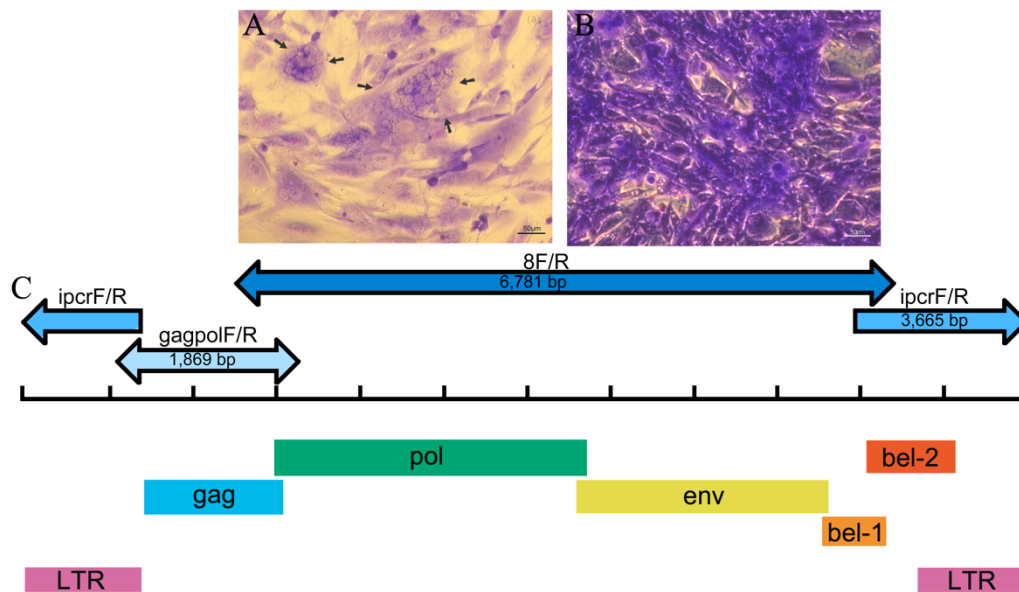 A
(a)
50μm
B
C
ipcrF/R
8F/R
6,781 bp
ipcrF/R
3,665 bp
gagpolF/R
1,869 bp
pol
bel-2
gag
env
bel-1
LTR
LTR